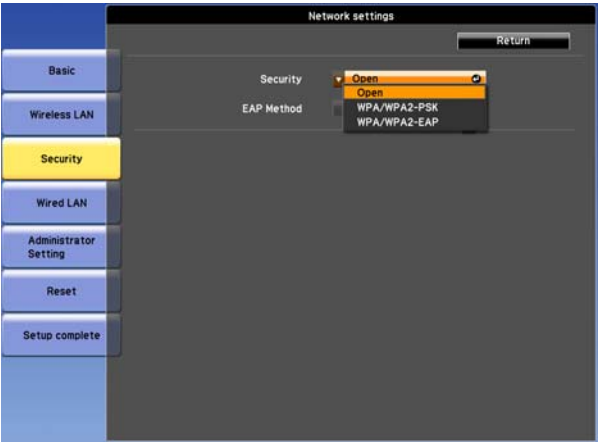 Network settings
Return
Basic
Wireless LAN
Security
Wired LAN
Administrator
Setting
Reset
Setup complete
Security
Open
Open
WPA/WPA2-PSK
WPA/WPA2-EAP
EAP Method